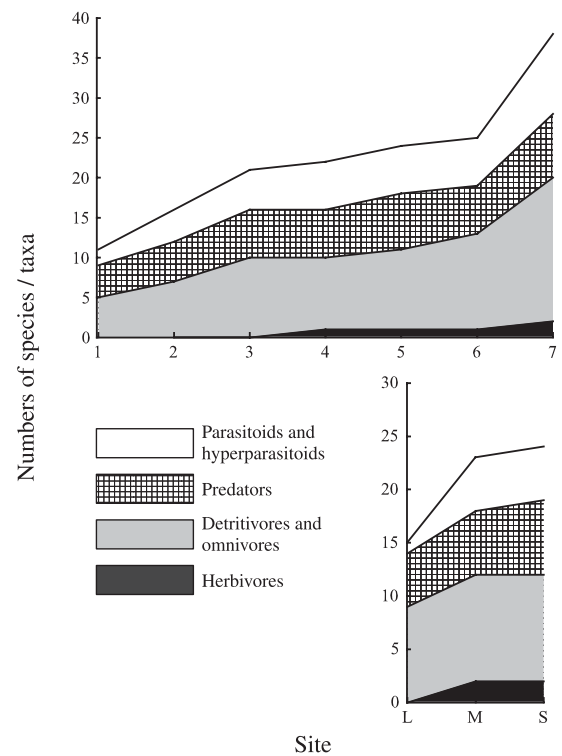 40
35
30
25
20
15
10
5
0
1 2 3 4 5 6 7
Numbers of species / taxa
30
25
20
15
10
5
0
L M S
Parasitoids and
hyperparasitoids
Predators
Detritivores and
omnivores
Herbivores
Site